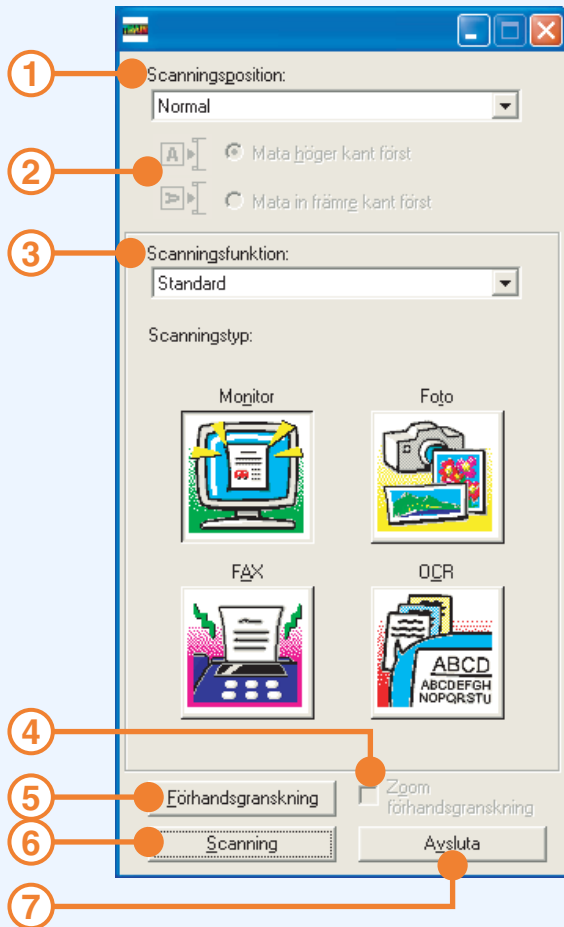 1
Scanningsposition:
Normal
2
Mata höger kant först
Mata in främre kant först
3
Scanningsfunktion:
Standard
Scanningstyp:
Monitor
Foto
FAX
OCR
ABCD
ABCDEFGH
NOPQRSTU
4
Zoom
förhandsgranskning
5
Förhandsgranskning
6
Scanning
Avsluta
7